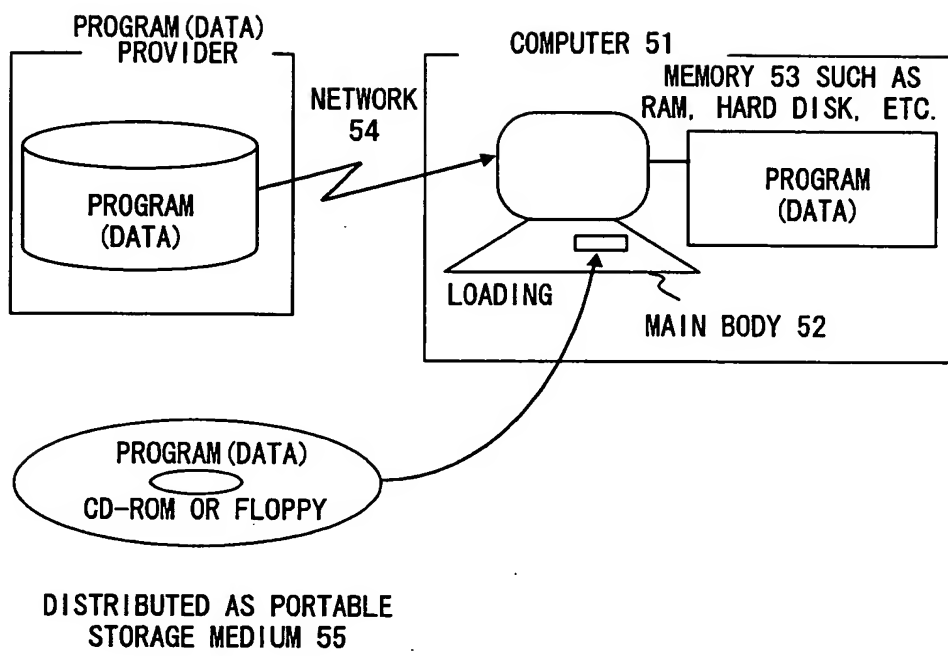 PROGRAM(DATA)
PROVIDER
PROGRAM
(DATA)
NETWORK
54
COMPUTER 51
MEMORY 53 SUCH AS
RAM, HARD DISK, ETC.
PROGRAM
(DATA)
LOADING
MAIN BODY 52
PROGRAM(DATA)
CD-ROM OR FLOPPY
DISTRIBUTED AS PORTABLE
STORAGE MEDIUM 55